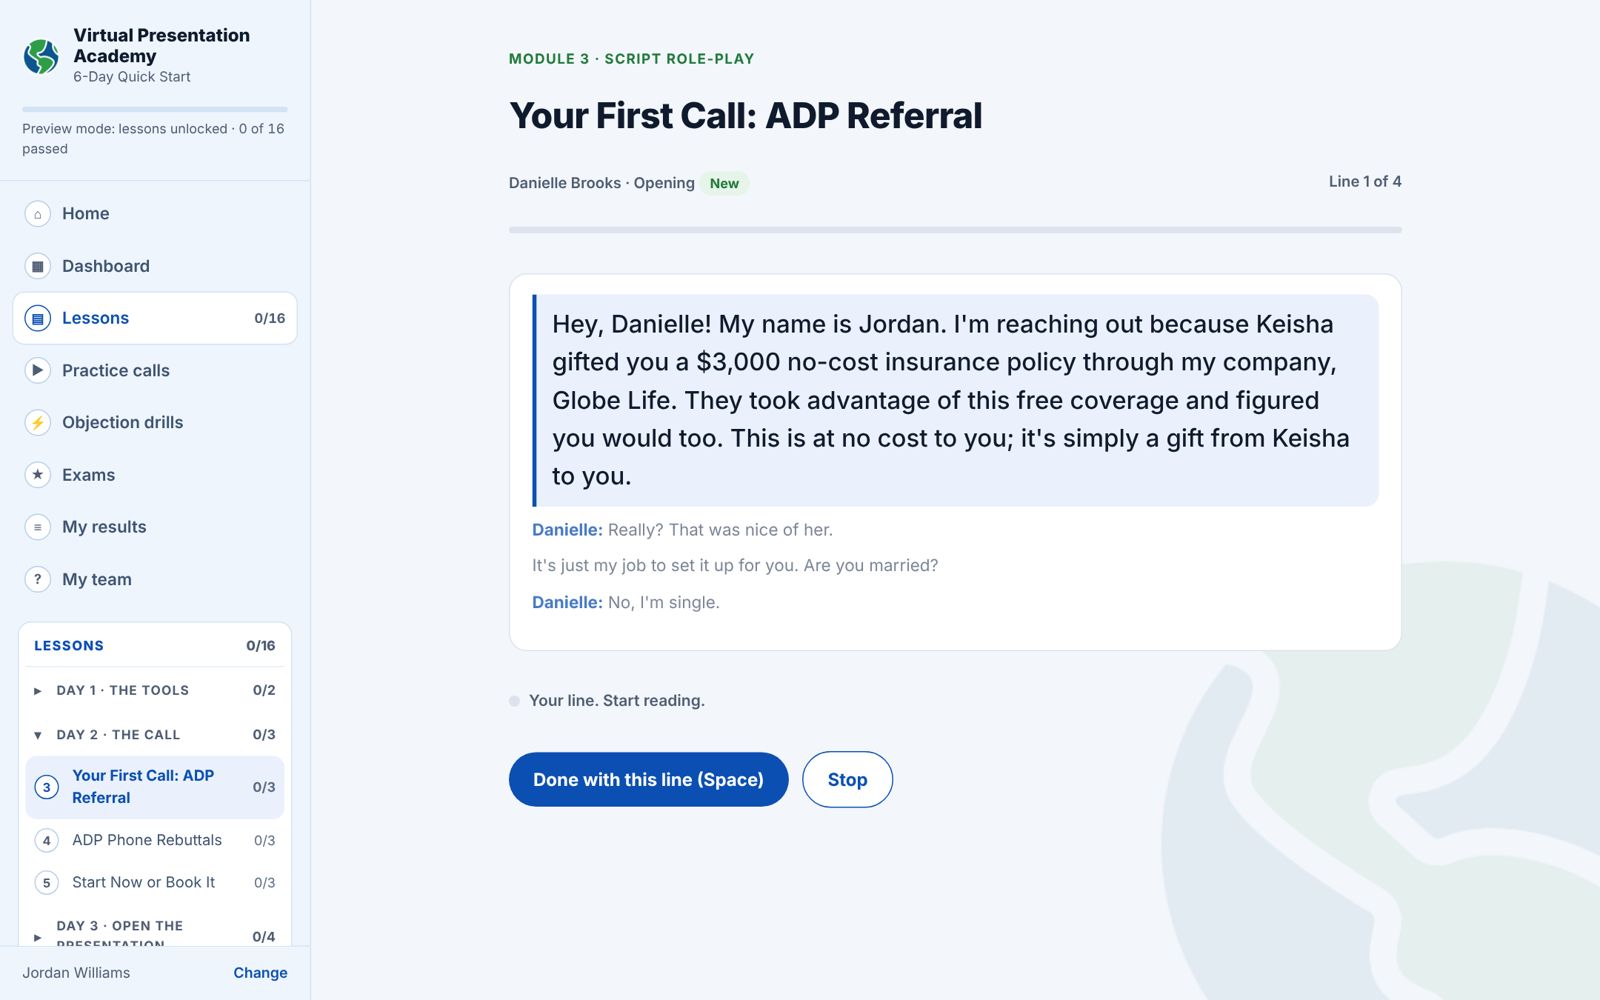 Virtual Presentation
Academy
6-Day Quick Start
Preview mode: lessons unlocked · 0 of 16
passed
Home
Dashboard
Lessons 0/16
Practice calls
Objection drills
Exams
My results
? My team
LESSONS 0/16
DAY 1 · THE TOOLS 0/2
DAY 2 · THE CALL 0/3
3 Your First Call: ADP
Referral 0/3
4 ADP Phone Rebuttals 0/3
5 Start Now or Book It 0/3
DAY 3 · OPEN THE
PRESENTATION 0/4
Jordan Williams Change
MODULE 3 · SCRIPT ROLE-PLAY
Your First Call: ADP Referral
Danielle Brooks · Opening New Line 1 of 4
Hey, Danielle! My name is Jordan. I'm reaching out because Keisha
gifted you a $3,000 no-cost insurance policy through my company,
Globe Life. They took advantage of this free coverage and figured
you would too. This is at no cost to you; it's simply a gift from Keisha
to you.
Danielle: Really? That was nice of her.
It's just my job to set it up for you. Are you married?
Danielle: No, I'm single.
Your line. Start reading.
Done with this line (Space) Stop